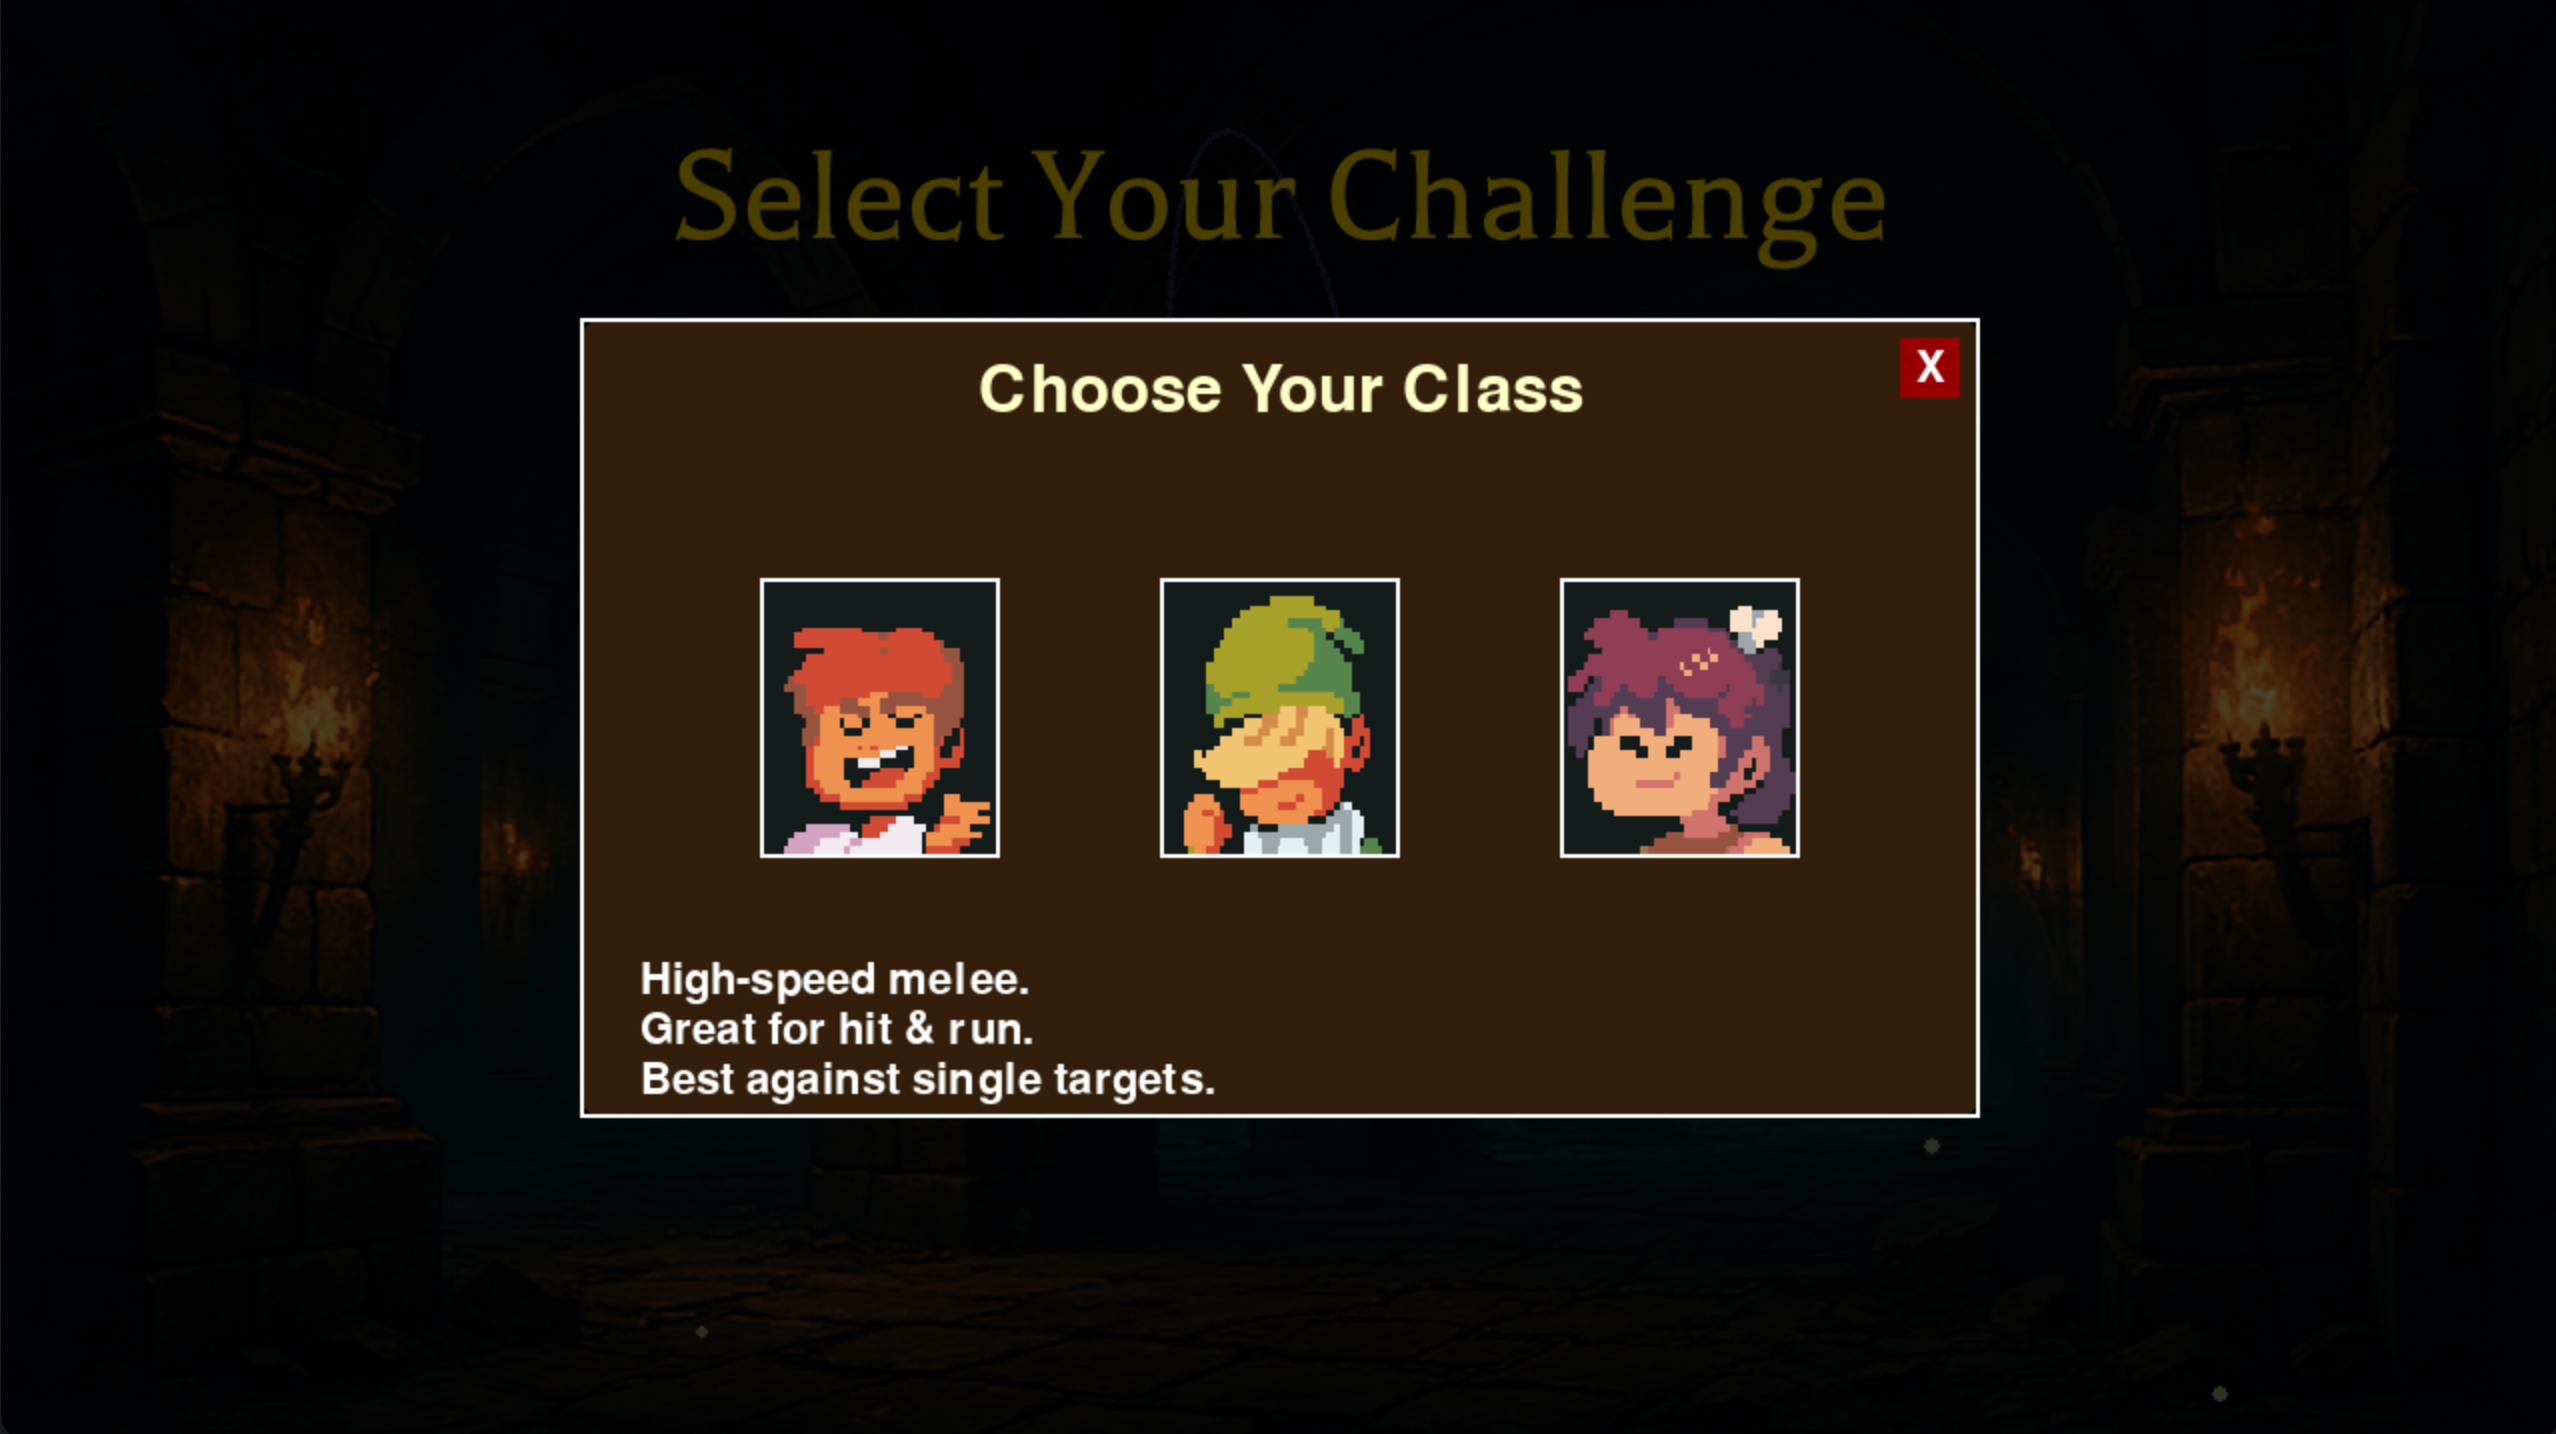 Select Your Challenge
Choose Your Class
X
High-speed melee.
Great for hit & run.
Best against single targets.